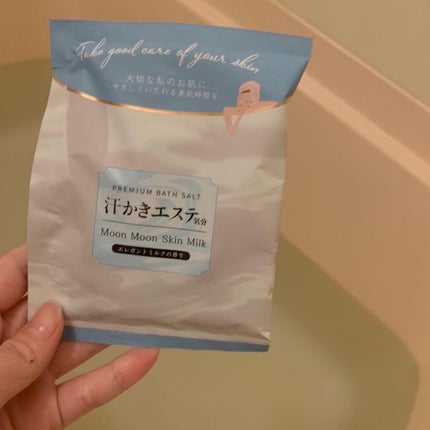 Take good care of your skin
大切な私のお肌に
-やさしくいたわる素肌時間を-
PREMIUM BATH SALT
汗かきエステ気分
Moon Moon Skin Milk
エレガントミルクの香り